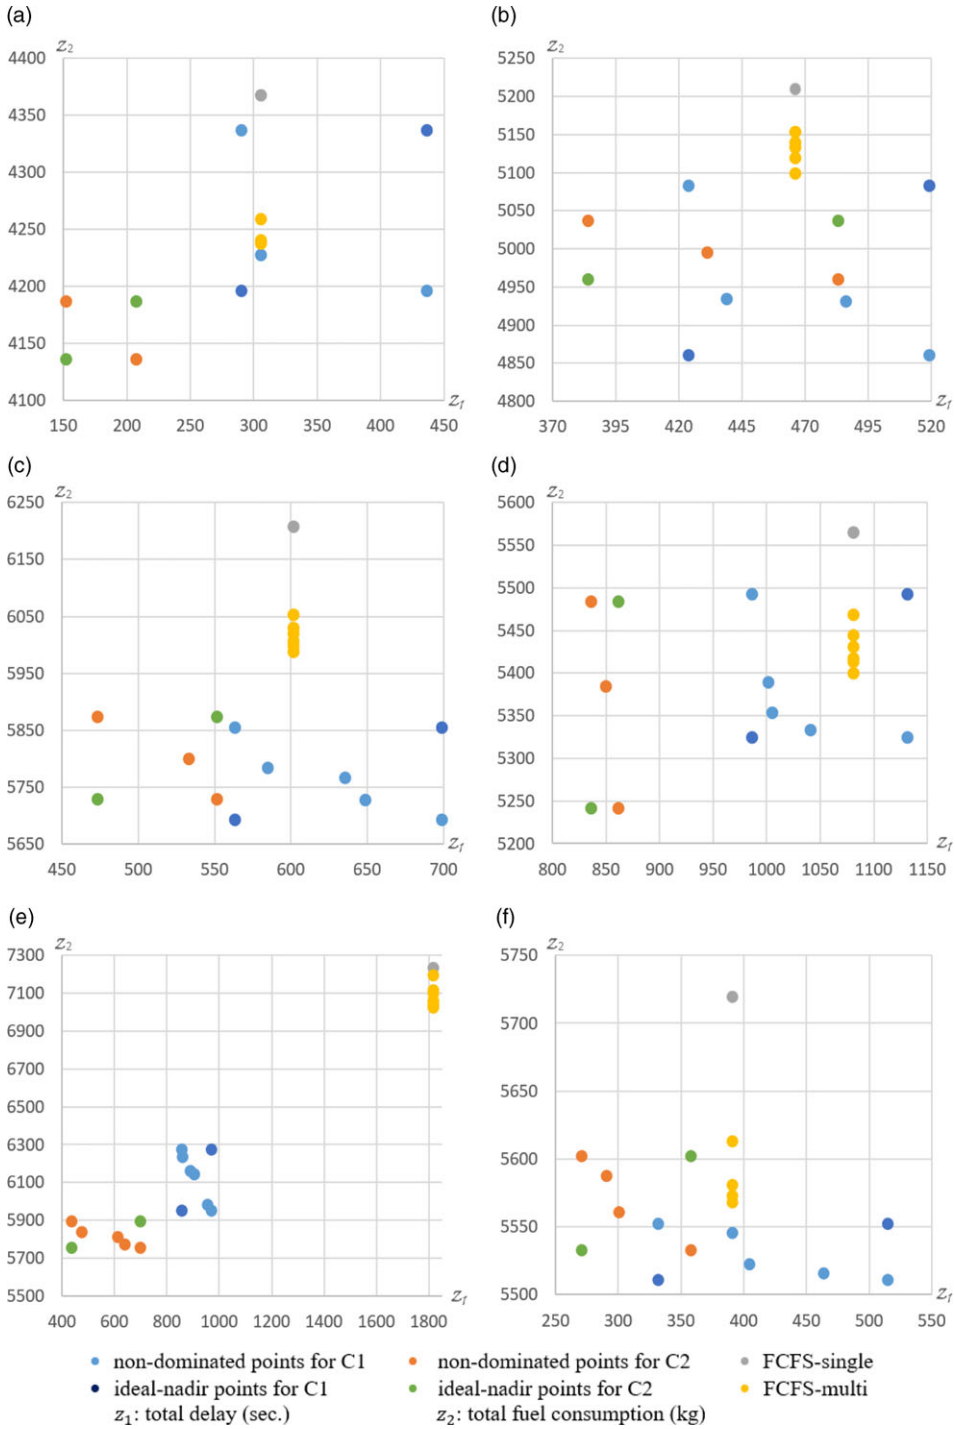 (a)
z2
4400
4350
4300
4250
4200
4150
4100
z1
150 200 250 300 350 400 450
(b)
z2
5250
5200
5150
5100
5050
5000
4950
4900
4850
4800
z1
370 395 420 445 470 495 520
(c)
z2
6250
6150
6050
5950
5850
5750
5650
z1
450 500 550 600 650 700
(d)
z2
5600
5550
5500
5450
5400
5350
5300
5250
5200
z1
800 850 900 950 1000 1050 1100 1150
(e)
z2
7300
7100
6900
6700
6500
6300
6100
5900
5700
5500
z1
400 600 800 1000 1200 1400 1600 1800
(f)
z2
5750
5700
5650
5600
5550
5500
z1
250 300 350 400 450 500 550
non-dominated points for C1 non-dominated points for C2 FCFS-single
ideal-nadir points for C1 ideal-nadir points for C2 FCFS-multi
z1: total delay (sec.) z2: total fuel consumption (kg)